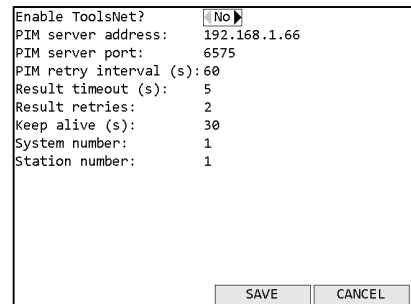 Enable ToolsNet? No
PIM server address: 192.168.1.66
PIM server port: 6575
PIM retry interval (s): 60
Result timeout (s): 5
Result retries: 2
Keep alive (s): 30
System number: 1
Station number: 1
SAVE CANCEL